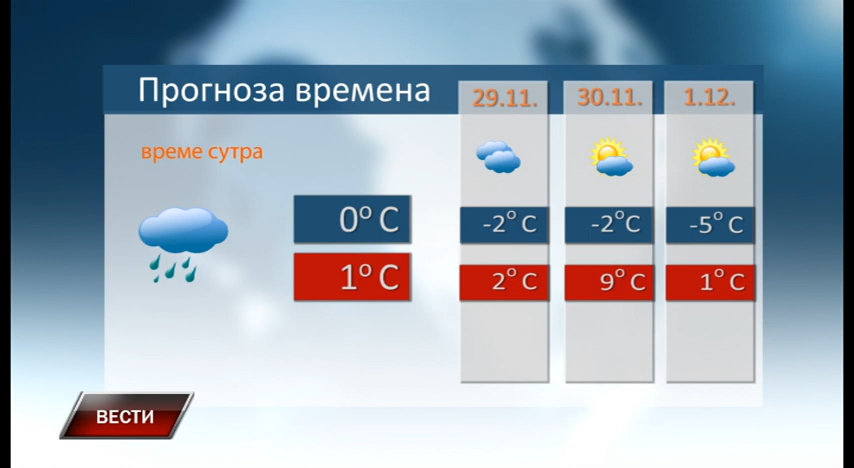 Прогноза времена
29.11.
30.11.
1.12.
време сутра
0° C
1° C
-2° C
-2°C
-5° C
2° C
9° C
1° C
ВЕСТИ